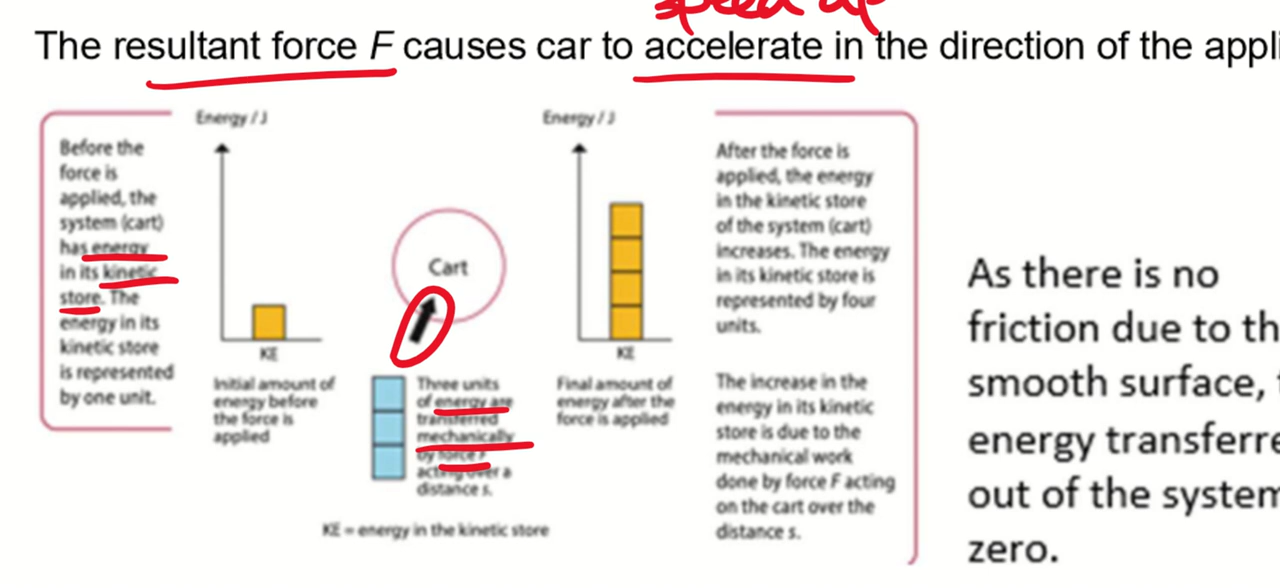 speed up
The resultant force F causes car to accelerate in the direction of the appli
Before the
force is
applied, the
system (cart)
has energy
in its kinetic
store. The
energy in its
kinetic store
is represented
by one unit.
Energy / J
KE
Initial amount of
energy before
the force is
applied
Cart
Three units
of energy are
transferred
mechanically
by force F
acting over a
distance s.
Energy / J
KE
Final amount of
energy after the
force is applied
KE = energy in the kinetic store
After the force is
applied, the energy
in the kinetic store
of the system (cart)
increases. The energy
in its kinetic store is
represented by four
units.
The increase in the
energy in its kinetic
store is due to the
mechanical work
done by force F acting
on the cart over the
distance s.
As there is no
friction due to th
smooth surface,
energy transferre
out of the system
zero.